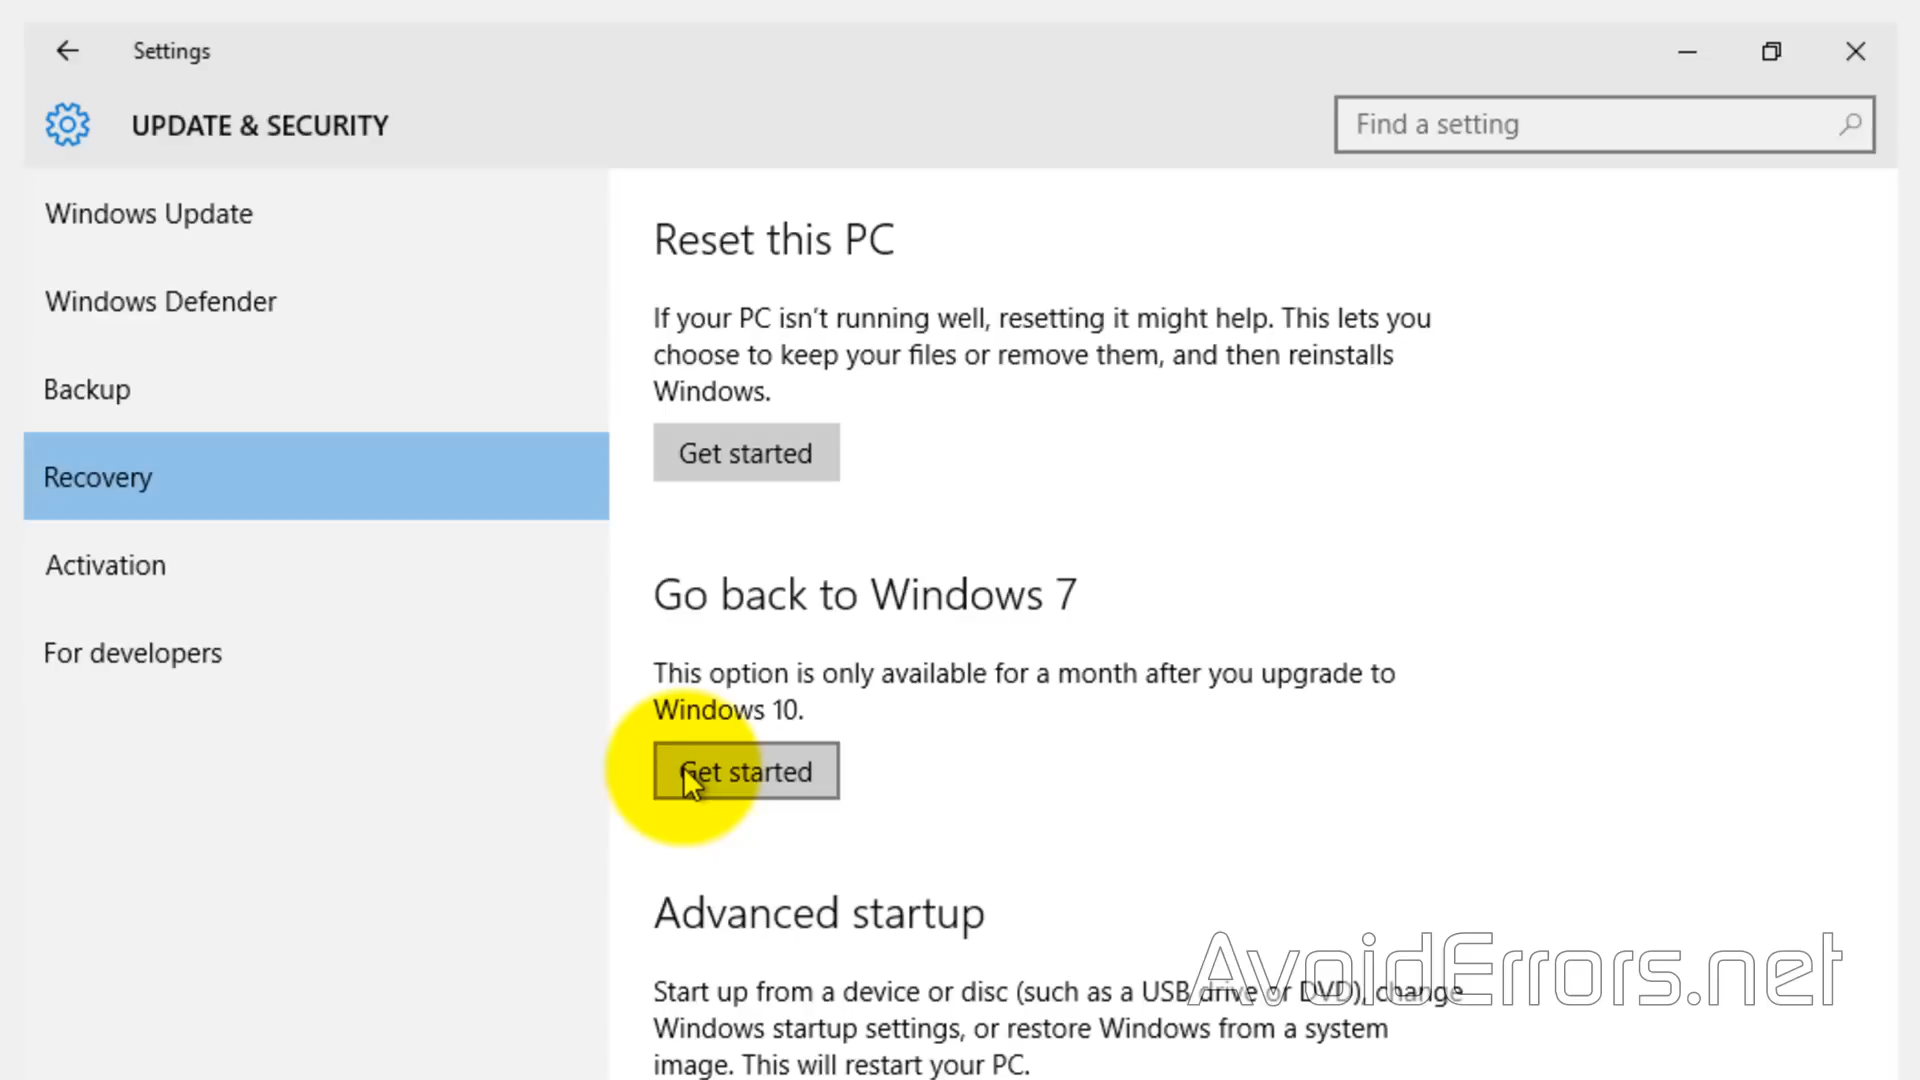 Settings
UPDATE & SECURITY
Find a setting
Windows Update
Windows Defender
Backup
Recovery
Activation
For developers
Reset this PC
If your PC isn’t running well, resetting it might help. This lets you
choose to keep your files or remove them, and then reinstalls
Windows.
Get started
Go back to Windows 7
This option is only available for a month after you upgrade to
Windows 10.
Get started
Advanced startup
Start up from a device or disc (such as a USB drive or DVD), change
Windows startup settings, or restore Windows from a system
image. This will restart your PC.
AvoidErrors.net